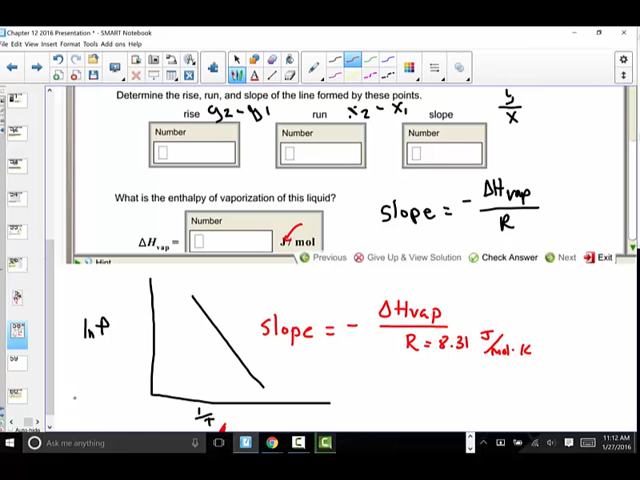 Chapter 12 2016 Presentation * - SMART Notebook
File Edit View Insert Format Tools Add-ons Help
Determine the rise, run, and slope of the line formed by these points.
rise y2 - y1 run x2 - x1 slope y/x
Number Number Number
slope = - ΔHvap / R
What is the enthalpy of vaporization of this liquid?
Number
ΔHvap = J / mol
Hint Previous Give Up & View Solution Check Answer Next Exit
lnP
slope = - ΔHvap / R = 8.31 J/mol·K
1/T
59
Auto-hide
Ask me anything
11:12 AM
1/27/2016